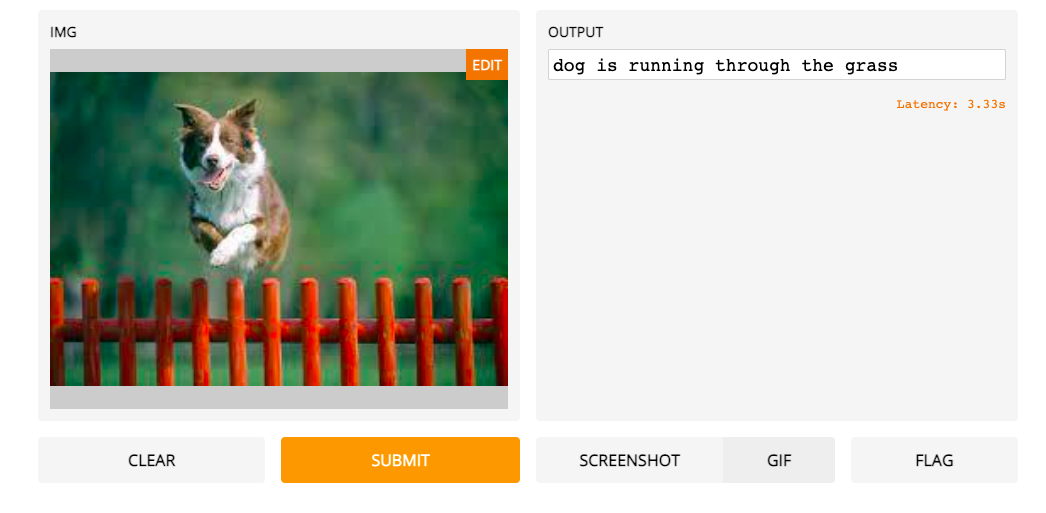 IMG
EDIT
OUTPUT
dog is running through the grass
Latency: 3.33s
CLEAR
SUBMIT
SCREENSHOT
GIF
FLAG